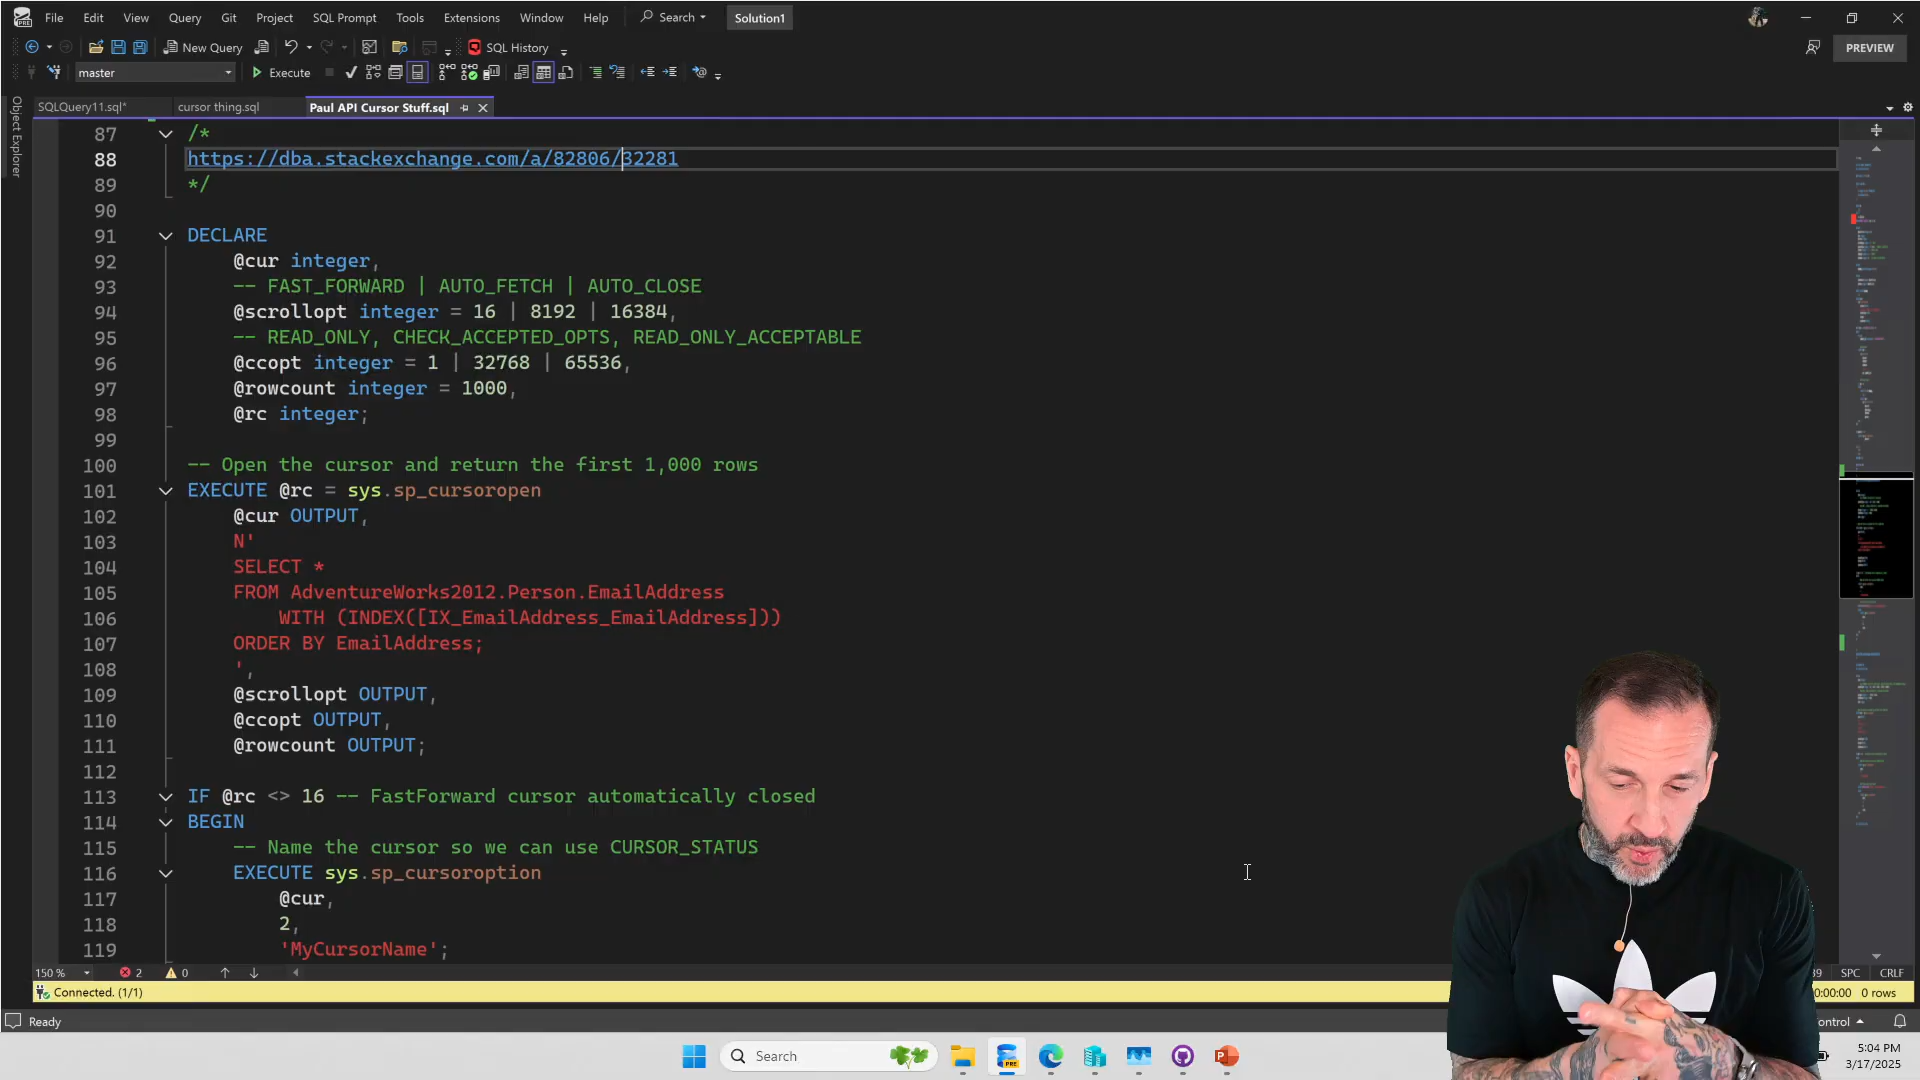 File Edit View Query Git Project SQL Prompt Tools Extensions Window Help Search Solution1
New Query SQL History PREVIEW
master Execute
SQLQuery11.sql* cursor thing.sql Paul API Cursor Stuff.sql
Object Explorer
87 /*
88 https://dba.stackexchange.com/a/82806/32281
89 */
90
91 DECLARE
92 @cur integer,
93 -- FAST_FORWARD | AUTO_FETCH | AUTO_CLOSE
94 @scrollopt integer = 16 | 8192 | 16384,
95 -- READ_ONLY, CHECK_ACCEPTED_OPTS, READ_ONLY_ACCEPTABLE
96 @ccopt integer = 1 | 32768 | 65536,
97 @rowcount integer = 1000,
98 @rc integer;
99
100 -- Open the cursor and return the first 1,000 rows
101 EXECUTE @rc = sys.sp_cursoropen
102 @cur OUTPUT,
103 N'
104 SELECT *
105 FROM AdventureWorks2012.Person.EmailAddress
106 WITH (INDEX([IX_EmailAddress_EmailAddress]))
107 ORDER BY EmailAddress;
108 ',
109 @scrollopt OUTPUT,
110 @ccopt OUTPUT,
111 @rowcount OUTPUT;
112
113 IF @rc <> 16 -- FastForward cursor automatically closed
114 BEGIN
115 -- Name the cursor so we can use CURSOR_STATUS
116 EXECUTE sys.sp_cursoroption
117 @cur,
118 2,
119 'MyCursorName';
150 % 2 0 SPC CRLF
Connected. (1/1) 0 rows
Ready
Search PRE
5:04 PM
3/17/2025